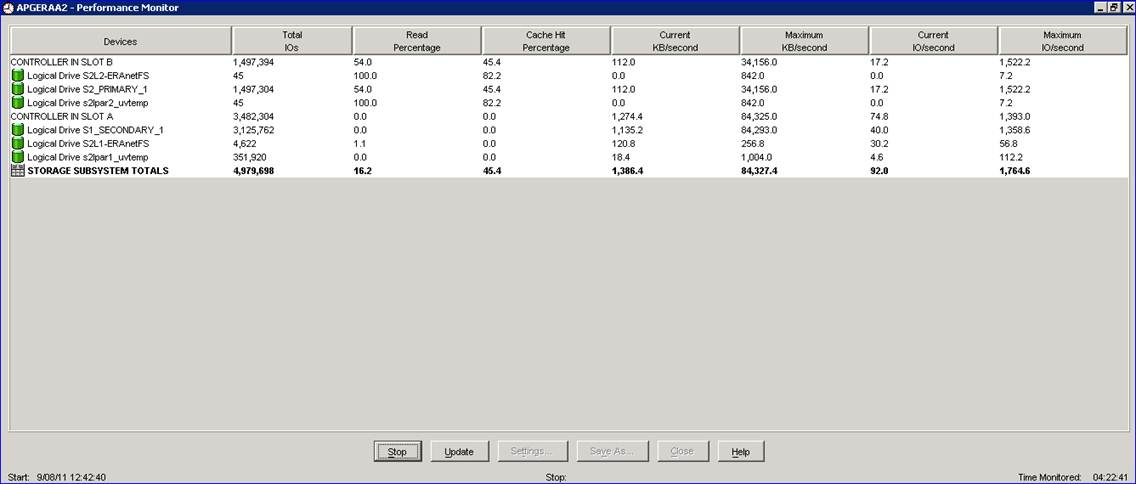 APGERAA2 - Performance Monitor
Devices Total IOs Read Percentage Cache Hit Percentage Current KB/second Maximum KB/second Current IO/second Maximum IO/second
CONTROLLER IN SLOT B 1,497,394 54.0 45.4 112.0 34,156.0 17.2 1,522.2
Logical Drive S2L2-ERAnetFS 45 100.0 82.2 0.0 842.0 0.0 7.2
Logical Drive S2_PRIMARY_1 1,497,304 54.0 45.4 112.0 34,156.0 17.2 1,522.2
Logical Drive s2lpar2_uvtemp 45 100.0 82.2 0.0 842.0 0.0 7.2
CONTROLLER IN SLOT A 3,482,304 0.0 0.0 1,274.4 84,325.0 74.8 1,393.0
Logical Drive S1_SECONDARY_1 3,125,762 0.0 0.0 1,135.2 84,293.0 40.0 1,358.6
Logical Drive S2L1-ERAnetFS 4,622 1.1 0.0 120.8 256.8 30.2 56.8
Logical Drive s2lpar1_uvtemp 351,920 0.0 0.0 18.4 1,004.0 4.6 112.2
STORAGE SUBSYSTEM TOTALS 4,979,698 16.2 45.4 1,386.4 84,327.4 92.0 1,764.6
Stop Update Settings... Save As... Close Help
Start: 9/08/11 12:42:40 Stop: Time Monitored: 04:22:41